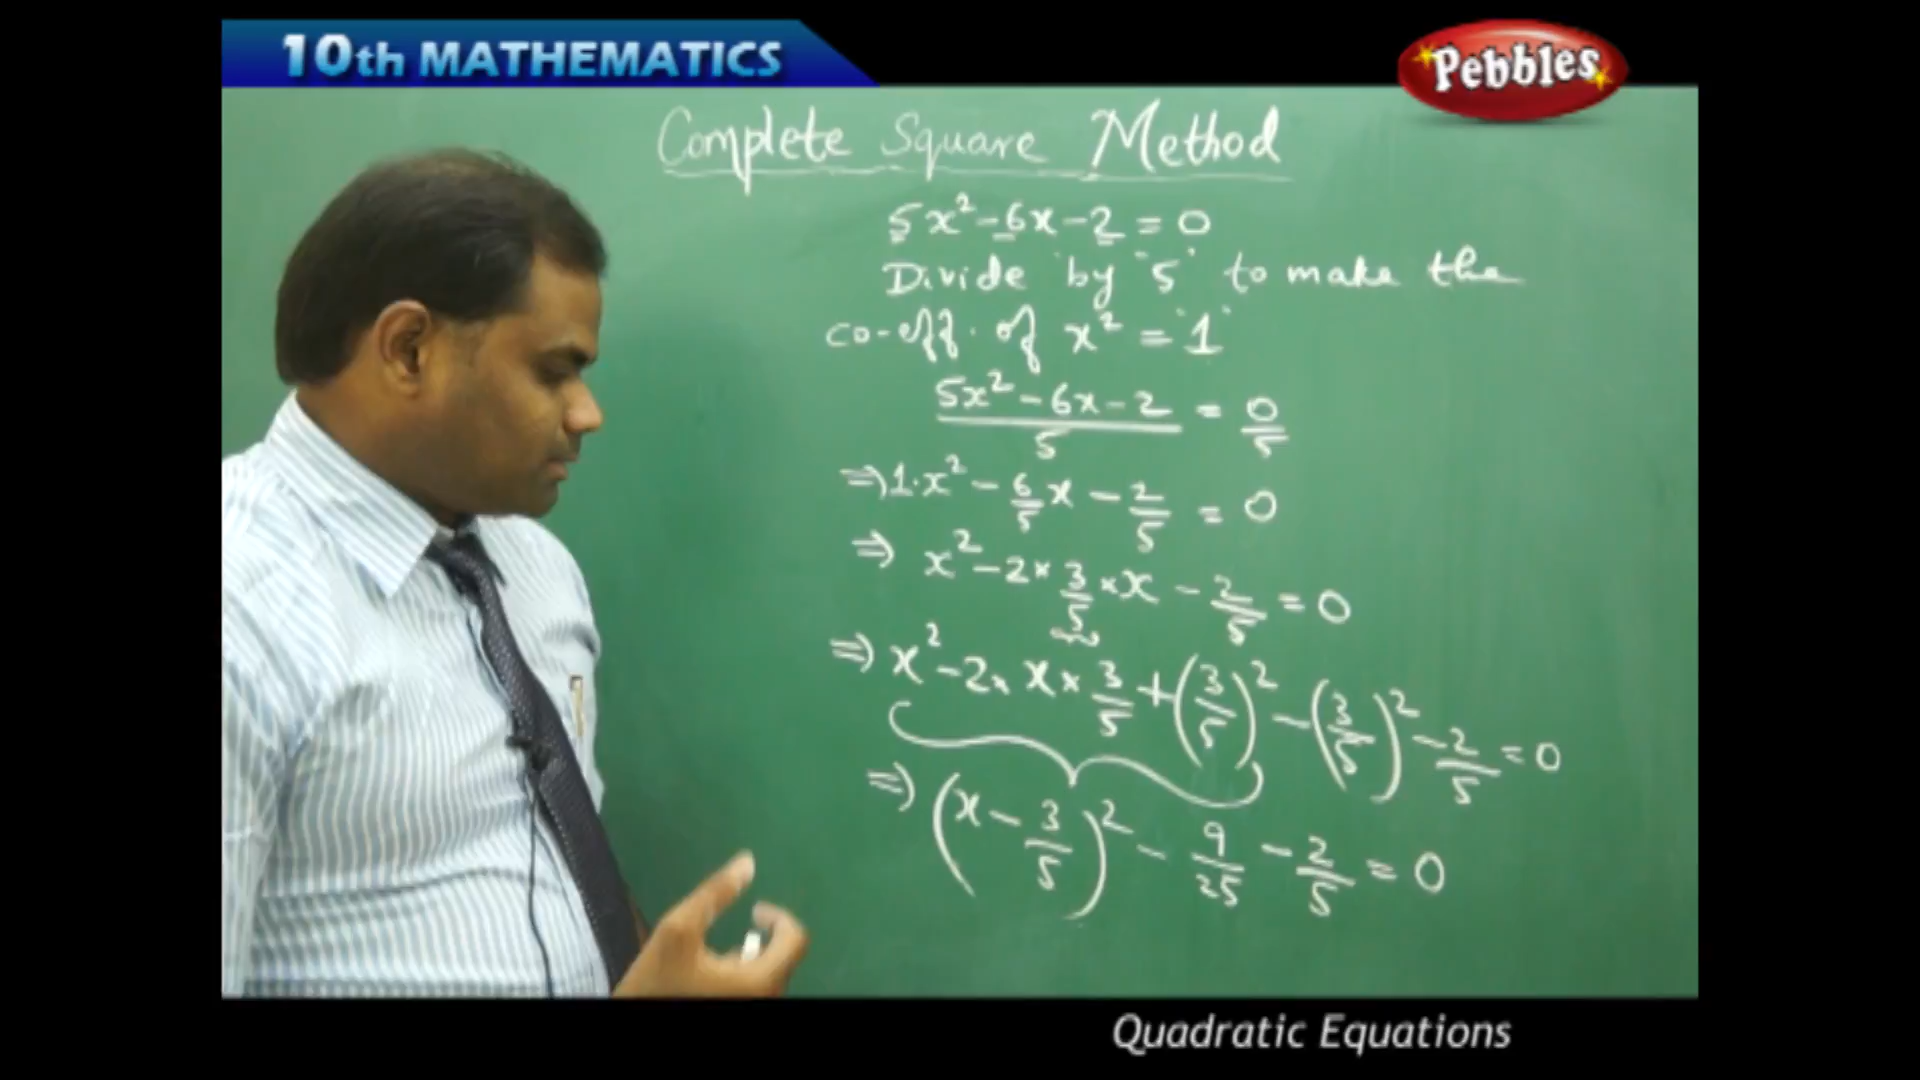 10th MATHEMATICS
Pebbles
Complete Square Method
5x² - 6x - 2 = 0
Divide by "5" to make the
co-eff. of x² = "1"
(5x² - 6x - 2)/5 = 0/5
⇒ 1·x² - 6/5 x - 2/5 = 0
⇒ x² - 2 × 3/5 × x - 2/5 = 0
⇒ x² - 2 × x × 3/5 + (3/5)² - (3/5)² - 2/5 = 0
⇒ (x - 3/5)² - 9/25 - 2/5 = 0
Quadratic Equations